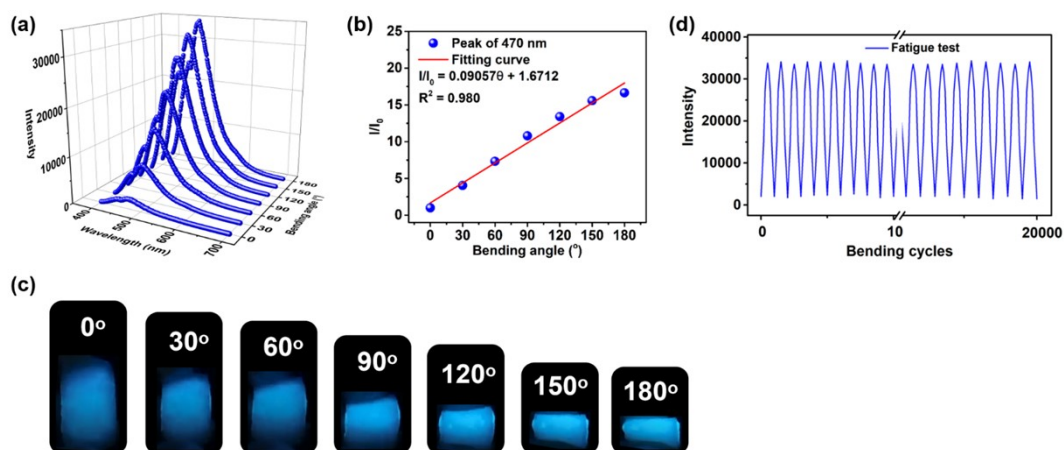 (a)
30000
20000
10000
0
Intensity
400
500
600
700
Wavelength (nm)
0
30
60
90
120
150
180
Bending angle (°)
(b)
25
20
15
10
5
0
I/I₀
Peak of 470 nm
Fitting curve
I/I₀ = 0.09057θ + 1.6712
R² = 0.980
0 30 60 90 120 150 180
Bending angle (°)
(d)
40000
30000
20000
10000
0
Intensity
Fatigue test
0 10 20000
Bending cycles
(c)
0° 30° 60° 90° 120° 150° 180°